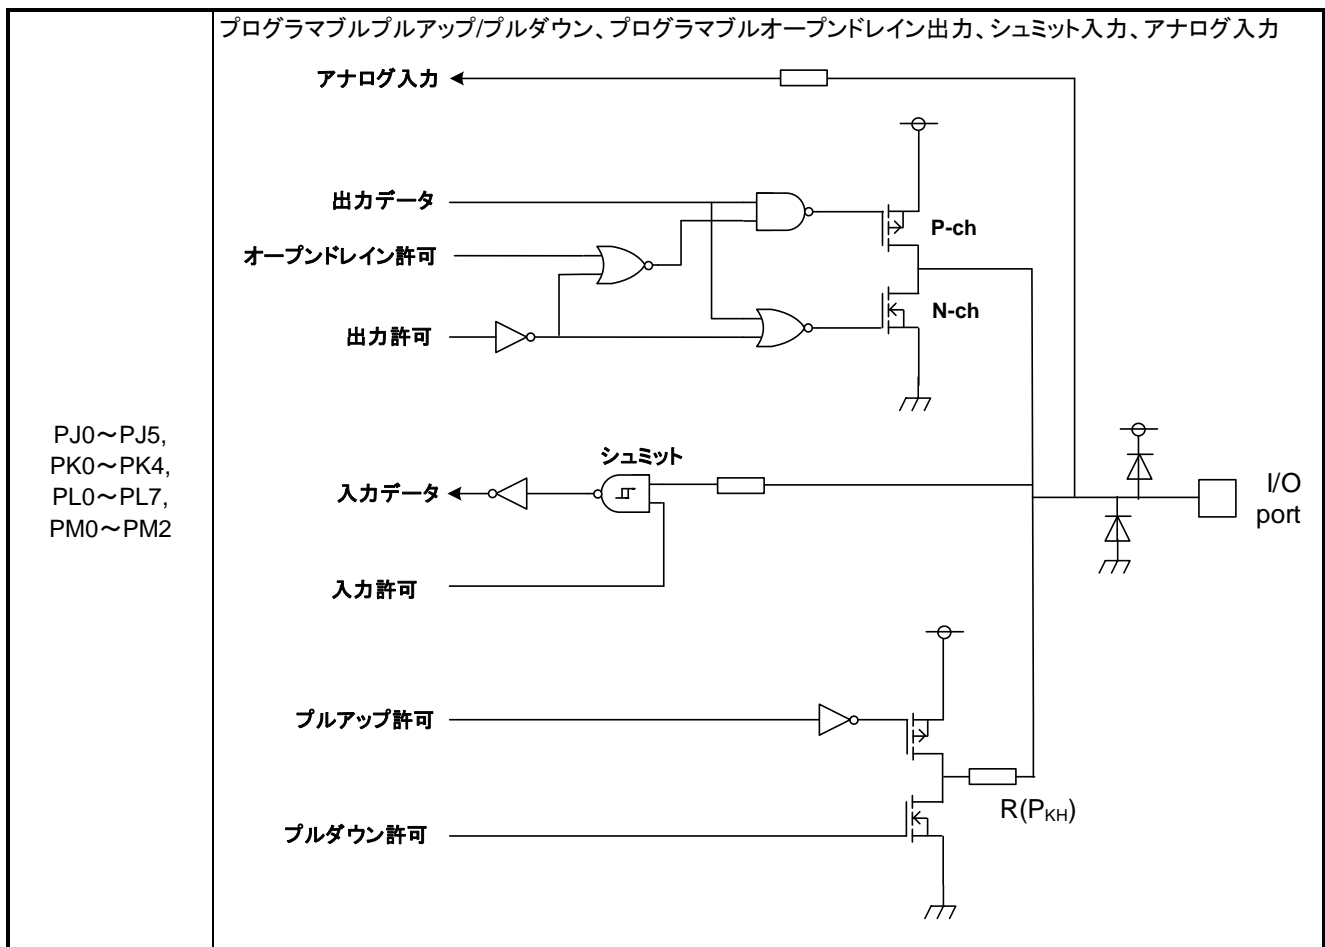 プログラマブルプルアップ/プルダウン、プログラマブルオープンドレイン出力、シュミット入力、アナログ入力
アナログ入力
出力データ
オープンドレイン許可
P-ch
N-ch
出力許可
PJ0～PJ5,
PK0～PK4,
PL0～PL7,
PM0～PM2
シュミット
入力データ
I/O
port
入力許可
プルアップ許可
R(PKH)
プルダウン許可